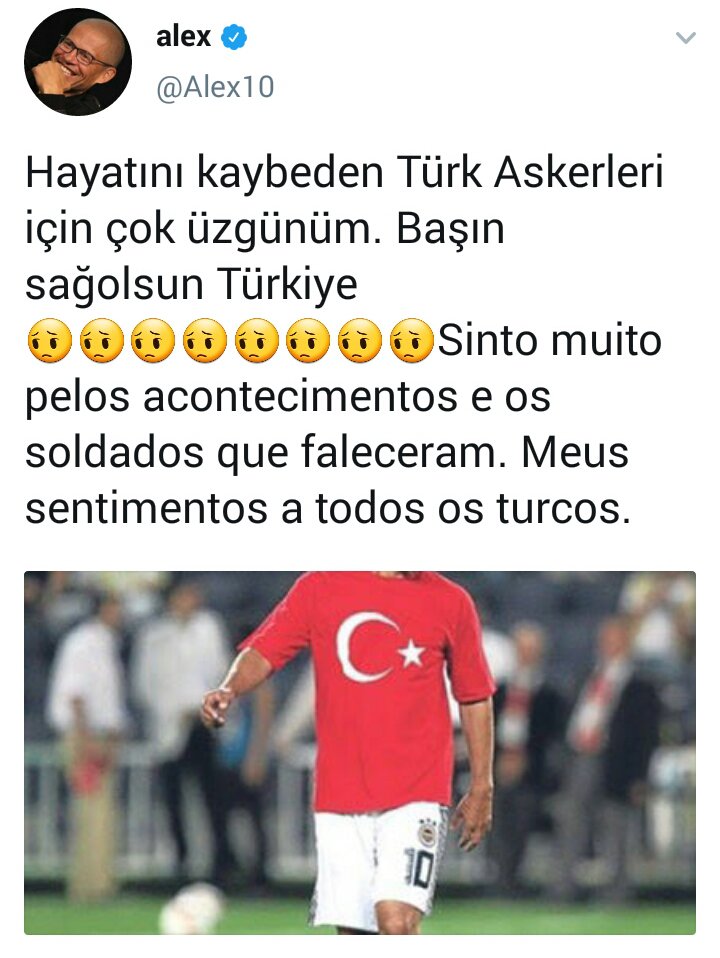 alex
@Alex10
Hayatını kaybeden Türk Askerleri
için çok üzgünüm. Başın
sağolsun Türkiye
😔😔😔😔😔😔😔😔Sinto muito
pelos acontecimentos e os
soldados que faleceram. Meus
sentimentos a todos os turcos.
10